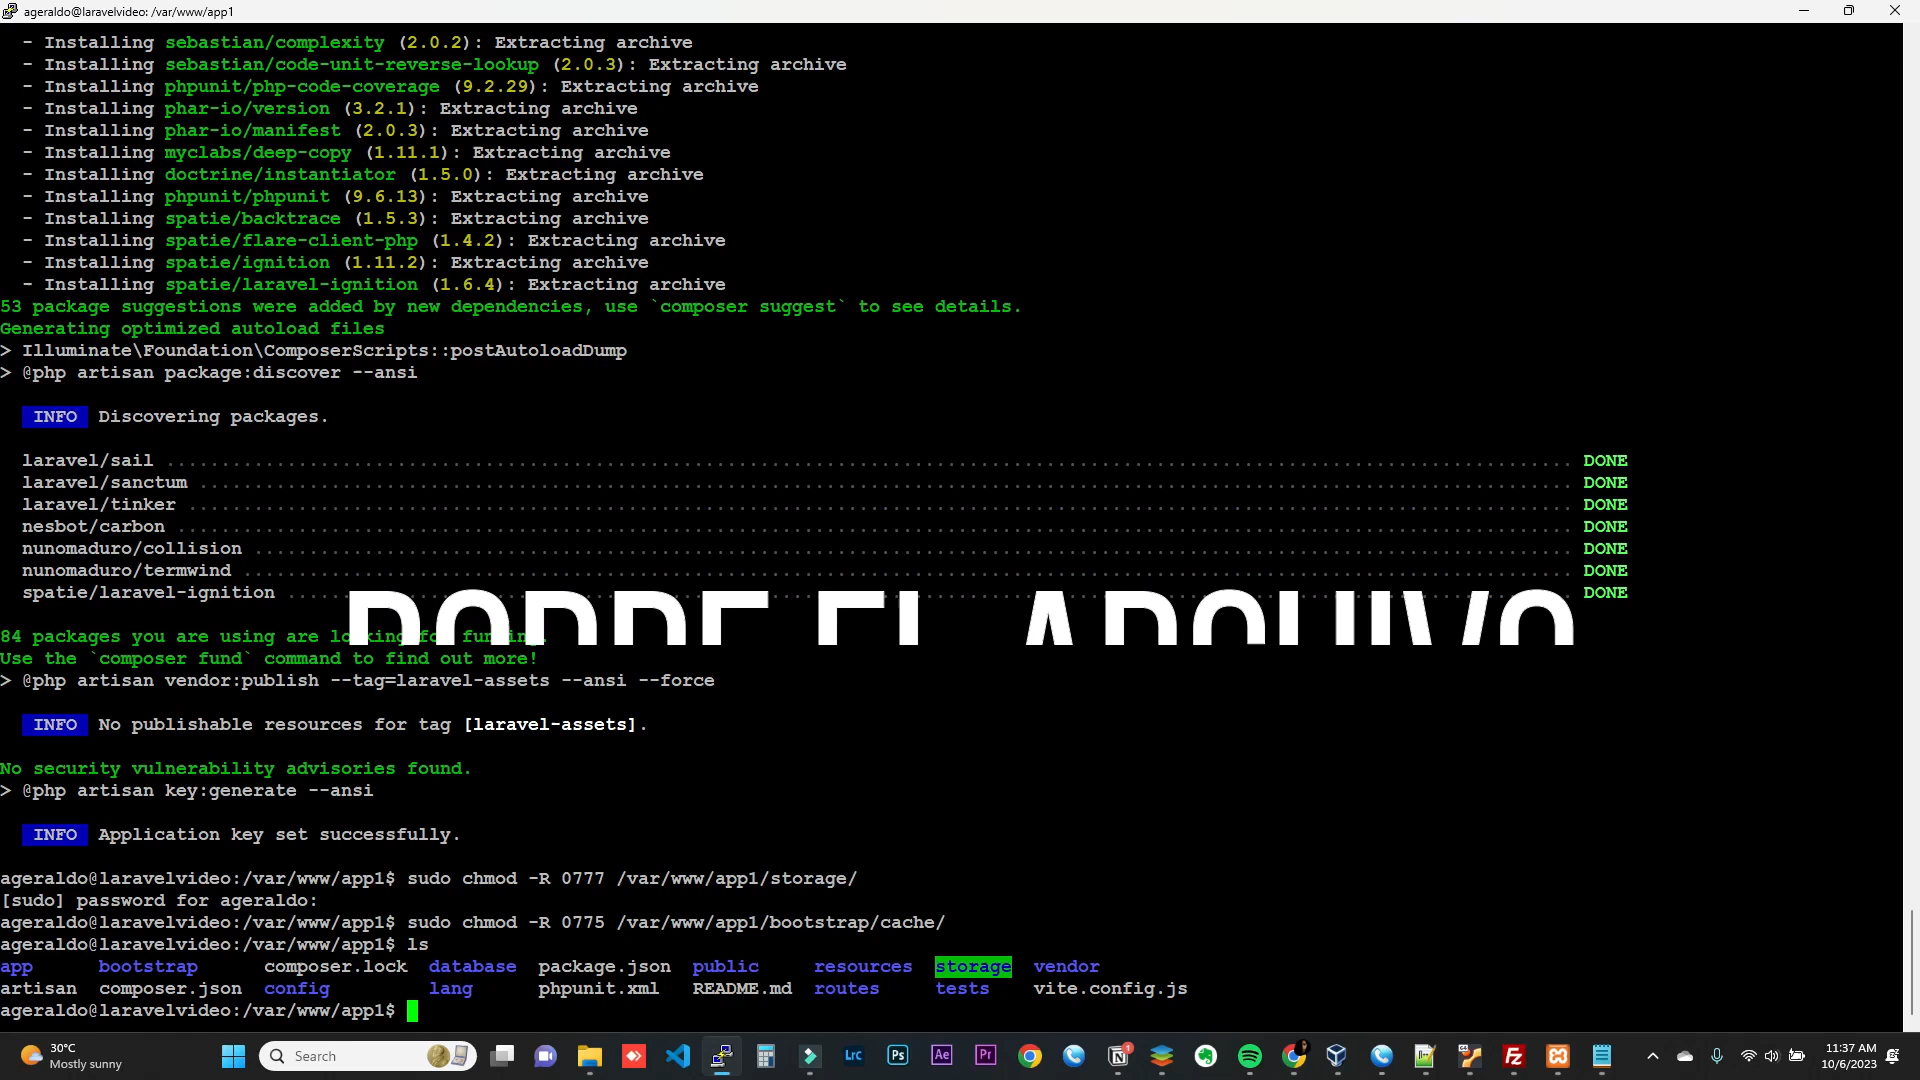 ageraldo@laravelvideo: /var/www/app1
- Installing sebastian/complexity (2.0.2): Extracting archive
- Installing sebastian/code-unit-reverse-lookup (2.0.3): Extracting archive
- Installing phpunit/php-code-coverage (9.2.29): Extracting archive
- Installing phar-io/version (3.2.1): Extracting archive
- Installing phar-io/manifest (2.0.3): Extracting archive
- Installing myclabs/deep-copy (1.11.1): Extracting archive
- Installing doctrine/instantiator (1.5.0): Extracting archive
- Installing phpunit/phpunit (9.6.13): Extracting archive
- Installing spatie/backtrace (1.5.3): Extracting archive
- Installing spatie/flare-client-php (1.4.2): Extracting archive
- Installing spatie/ignition (1.11.2): Extracting archive
- Installing spatie/laravel-ignition (1.6.4): Extracting archive
53 package suggestions were added by new dependencies, use `composer suggest` to see details.
Generating optimized autoload files
> Illuminate\Foundation\ComposerScripts::postAutoloadDump
> @php artisan package:discover --ansi
INFO Discovering packages.
laravel/sail DONE
laravel/sanctum DONE
laravel/tinker DONE
nesbot/carbon DONE
nunomaduro/collision DONE
nunomaduro/termwind DONE
spatie/laravel-ignition DONE
84 packages you are using are looking for funding.
Use the `composer fund` command to find out more!
> @php artisan vendor:publish --tag=laravel-assets --ansi --force
INFO No publishable resources for tag [laravel-assets].
No security vulnerability advisories found.
> @php artisan key:generate --ansi
INFO Application key set successfully.
ageraldo@laravelvideo:/var/www/app1$ sudo chmod -R 0777 /var/www/app1/storage/
[sudo] password for ageraldo:
ageraldo@laravelvideo:/var/www/app1$ sudo chmod -R 0775 /var/www/app1/bootstrap/cache/
ageraldo@laravelvideo:/var/www/app1$ ls
app bootstrap composer.lock database package.json public resources storage vendor
artisan composer.json config lang phpunit.xml README.md routes tests vite.config.js
ageraldo@laravelvideo:/var/www/app1$
30°C
Mostly sunny
Search
Lrc
Ps
Ae
Pr
1
Fz
11:37 AM
10/6/2023